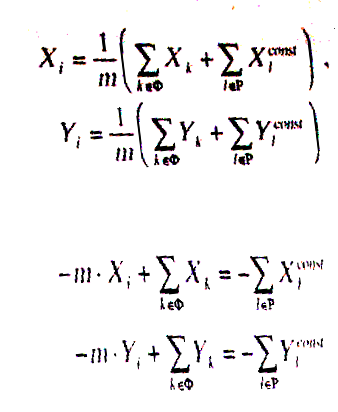 X_i = \frac{1}{m} \left( \sum_{k \in \Phi} X_k + \sum_{l \in P} X_l^{const} \right),
Y_i = \frac{1}{m} \left( \sum_{k \in \Phi} Y_k + \sum_{l \in P} Y_l^{const} \right)
-m \cdot X_i + \sum_{k \in \Phi} X_k = -\sum_{l \in P} X_l^{const}
-m \cdot Y_i + \sum_{k \in \Phi} Y_k = -\sum_{l \in P} Y_l^{const}